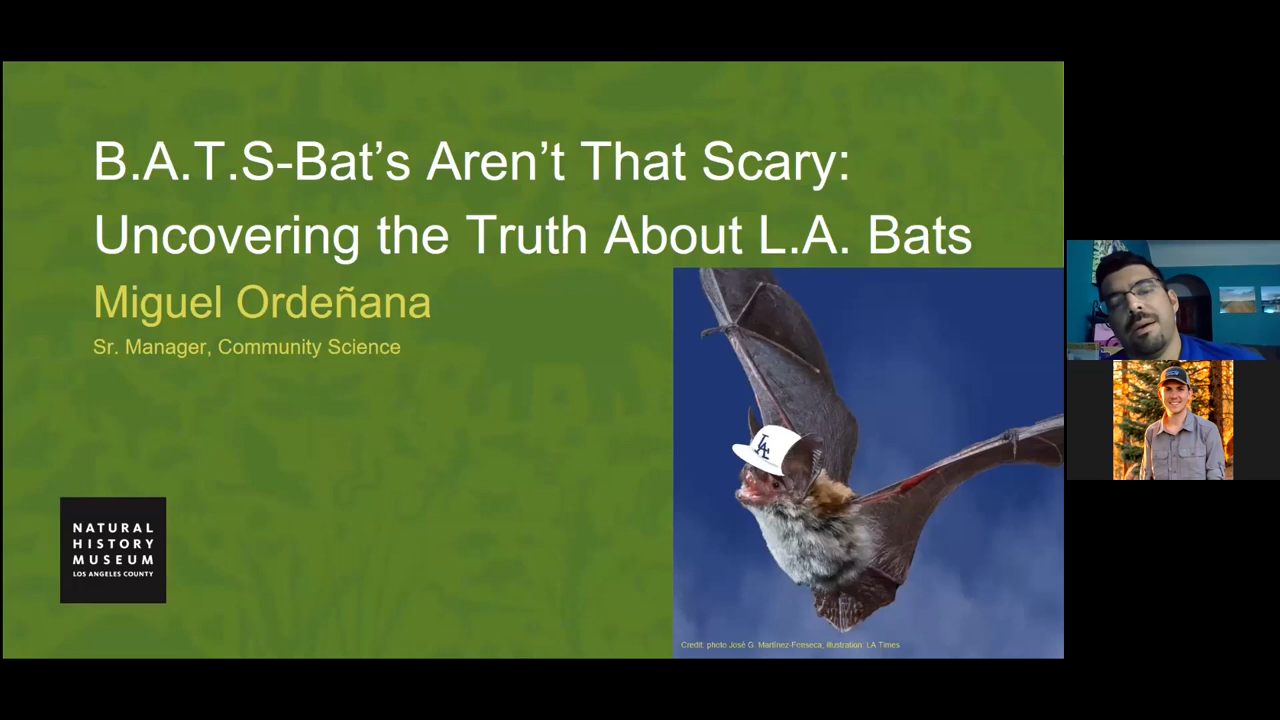 B.A.T.S-Bat’s Aren’t That Scary:
Uncovering the Truth About L.A. Bats
Miguel Ordeñana
Sr. Manager, Community Science
LA
NATURAL
HISTORY
MUSEUM
LOS ANGELES COUNTY
Credit: photo José G. Martínez-Fonseca; illustration: LA Times